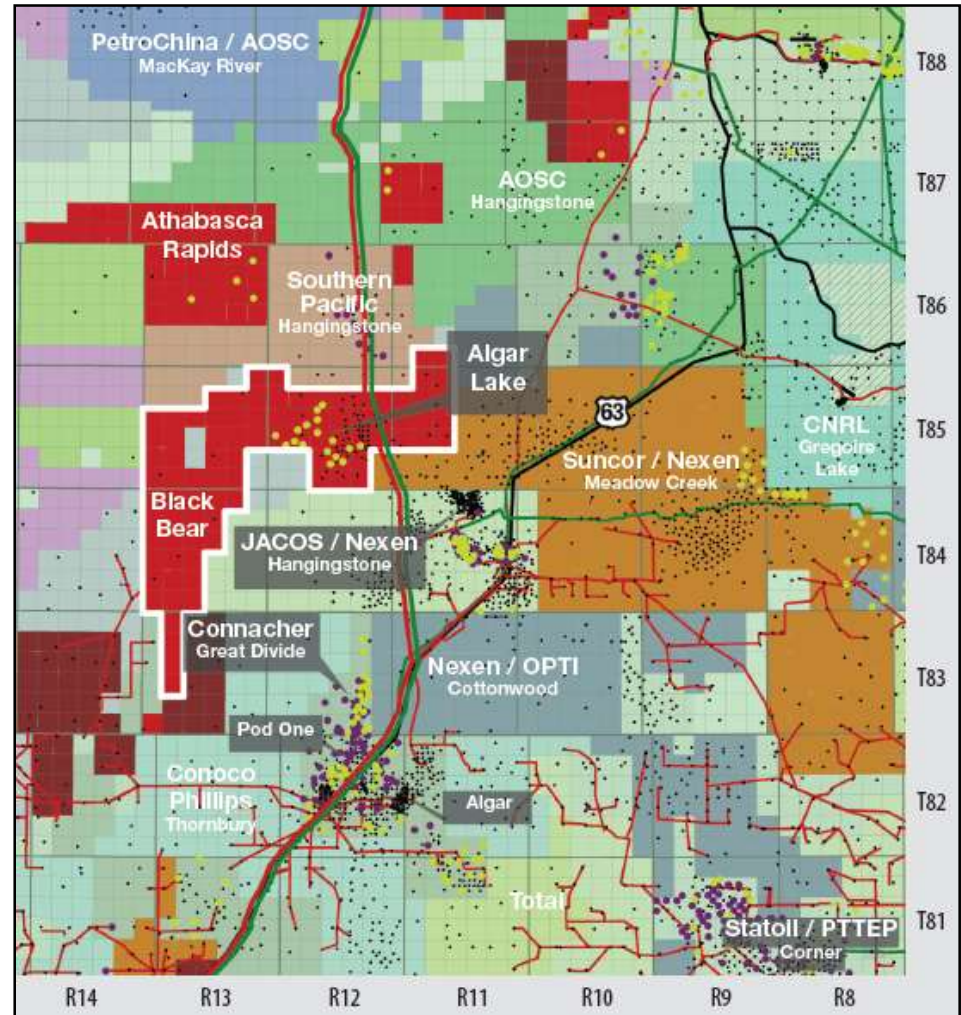 PetroChina / AOSC
MacKay River
T88
AOSC
Hangingstone
T87
Athabasca
Rapids
Southern
Pacific
Hangingstone
T86
Algar
Lake
63
CNRL
Gregoire
Lake
T85
Suncor / Nexen
Meadow Creek
Black
Bear
JACOS / Nexen
Hangingstone
T84
Connacher
Great Divide
Nexen / OPTI
Cottonwood
T83
Pod One
Conoco
Phillips
Thornbury
Algar
T82
Total
Statoil / PTTEP
Corner
T81
R14 R13 R12 R11 R10 R9 R8